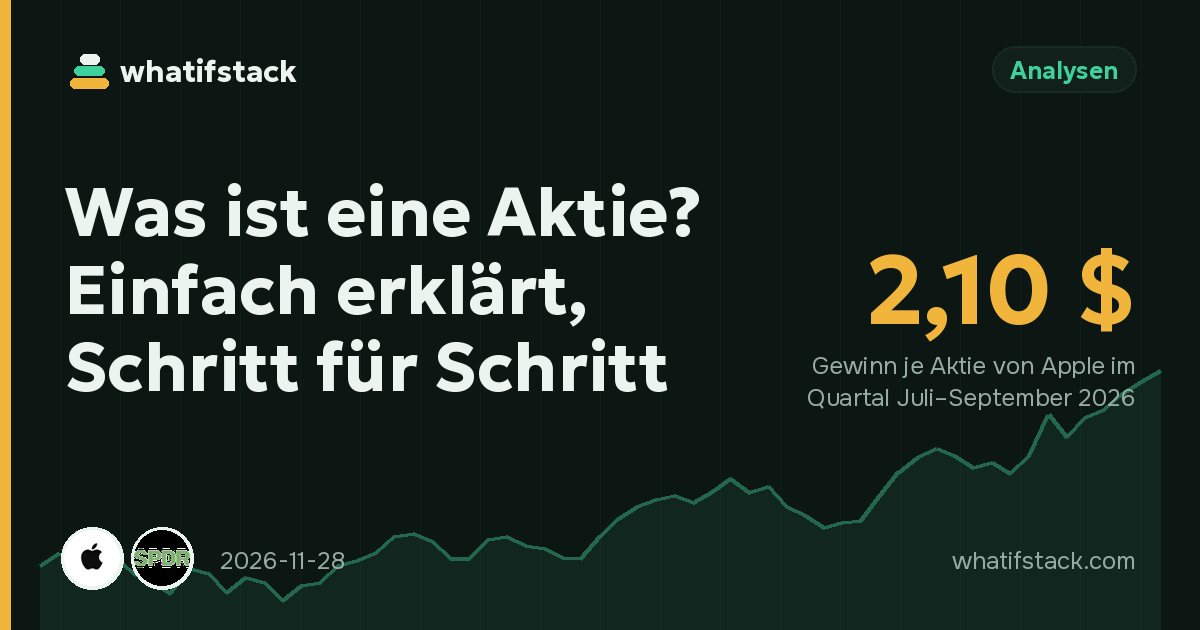 whatifstack
Analysen
Was ist eine Aktie?
Einfach erklärt,
Schritt für Schritt
2,10 $
Gewinn je Aktie von Apple im
Quartal Juli–September 2026
SPDR
2026-11-28
whatifstack.com